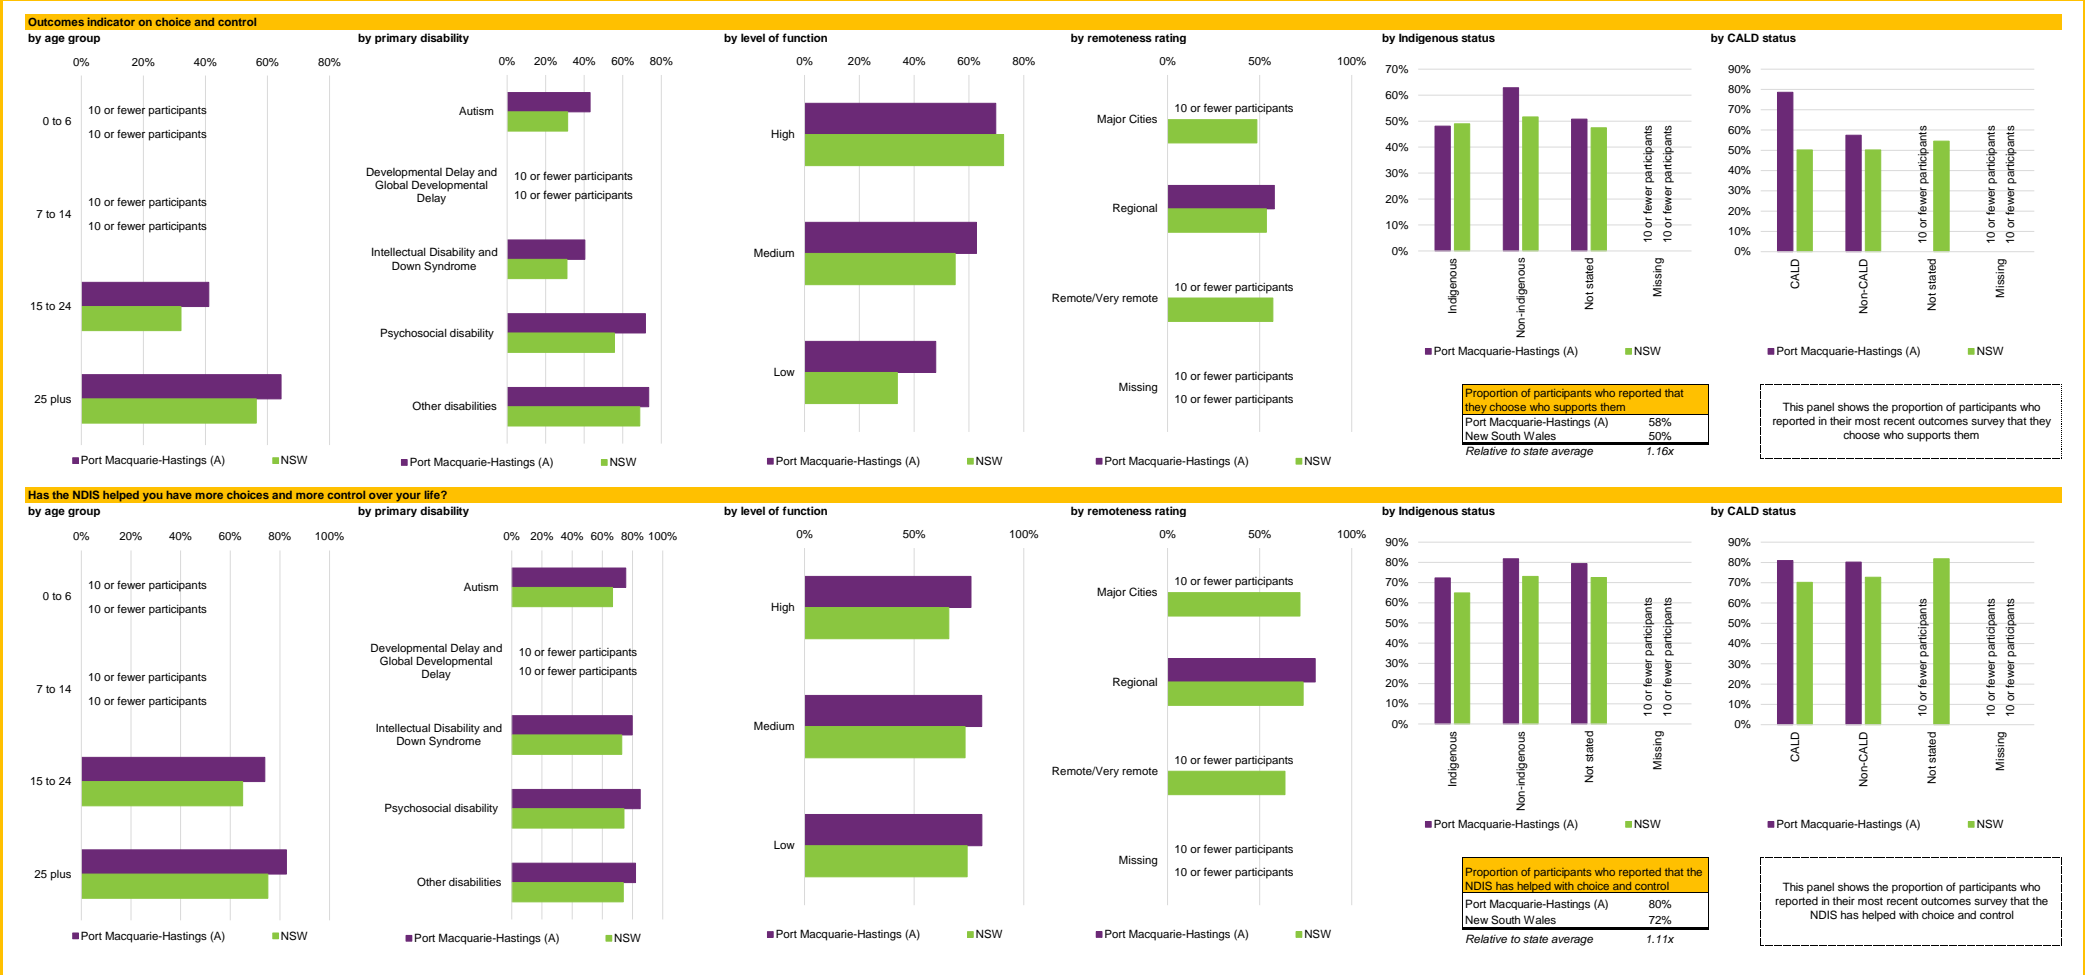 Outcomes indicator on choice and control
by age group
0% 20% 40% 60% 80%
0 to 6
10 or fewer participants
10 or fewer participants
7 to 14
10 or fewer participants
10 or fewer participants
15 to 24
25 plus
Port Macquarie-Hastings (A) NSW
by primary disability
0% 20% 40% 60% 80%
Autism
Developmental Delay and
Global Developmental
Delay
10 or fewer participants
10 or fewer participants
Intellectual Disability and
Down Syndrome
Psychosocial disability
Other disabilities
Port Macquarie-Hastings (A) NSW
by level of function
0% 20% 40% 60% 80%
High
Medium
Low
Port Macquarie-Hastings (A) NSW
by remoteness rating
0% 50% 100%
Major Cities
10 or fewer participants
Regional
Remote/Very remote
10 or fewer participants
Missing
10 or fewer participants
10 or fewer participants
Port Macquarie-Hastings (A) NSW
by Indigenous status
70%
60%
50%
40%
30%
20%
10%
0%
Indigenous
Non-indigenous
Not stated
Missing
10 or fewer participants
10 or fewer participants
Port Macquarie-Hastings (A) NSW
by CALD status
90%
80%
70%
60%
50%
40%
30%
20%
10%
0%
CALD
Non-CALD
Not stated
Missing
10 or fewer participants
10 or fewer participants
10 or fewer participants
Port Macquarie-Hastings (A) NSW
Proportion of participants who reported that
they choose who supports them
Port Macquarie-Hastings (A) 58%
New South Wales 50%
Relative to state average 1.16x
This panel shows the proportion of participants who
reported in their most recent outcomes survey that they
choose who supports them
Has the NDIS helped you have more choices and more control over your life?
by age group
0% 20% 40% 60% 80% 100%
0 to 6
10 or fewer participants
10 or fewer participants
7 to 14
10 or fewer participants
10 or fewer participants
15 to 24
25 plus
Port Macquarie-Hastings (A) NSW
by primary disability
0% 20% 40% 60% 80% 100%
Autism
Developmental Delay and
Global Developmental
Delay
10 or fewer participants
10 or fewer participants
Intellectual Disability and
Down Syndrome
Psychosocial disability
Other disabilities
Port Macquarie-Hastings (A) NSW
by level of function
0% 50% 100%
High
Medium
Low
Port Macquarie-Hastings (A) NSW
by remoteness rating
0% 50% 100%
Major Cities
10 or fewer participants
Regional
Remote/Very remote
10 or fewer participants
Missing
10 or fewer participants
10 or fewer participants
Port Macquarie-Hastings (A) NSW
by Indigenous status
90%
80%
70%
60%
50%
40%
30%
20%
10%
0%
Indigenous
Non-indigenous
Not stated
Missing
10 or fewer participants
10 or fewer participants
Port Macquarie-Hastings (A) NSW
by CALD status
90%
80%
70%
60%
50%
40%
30%
20%
10%
0%
CALD
Non-CALD
Not stated
Missing
10 or fewer participants
10 or fewer participants
10 or fewer participants
Port Macquarie-Hastings (A) NSW
Proportion of participants who reported that the
NDIS has helped with choice and control
Port Macquarie-Hastings (A) 80%
New South Wales 72%
Relative to state average 1.11x
This panel shows the proportion of participants who
reported in their most recent outcomes survey that the
NDIS has helped with choice and control